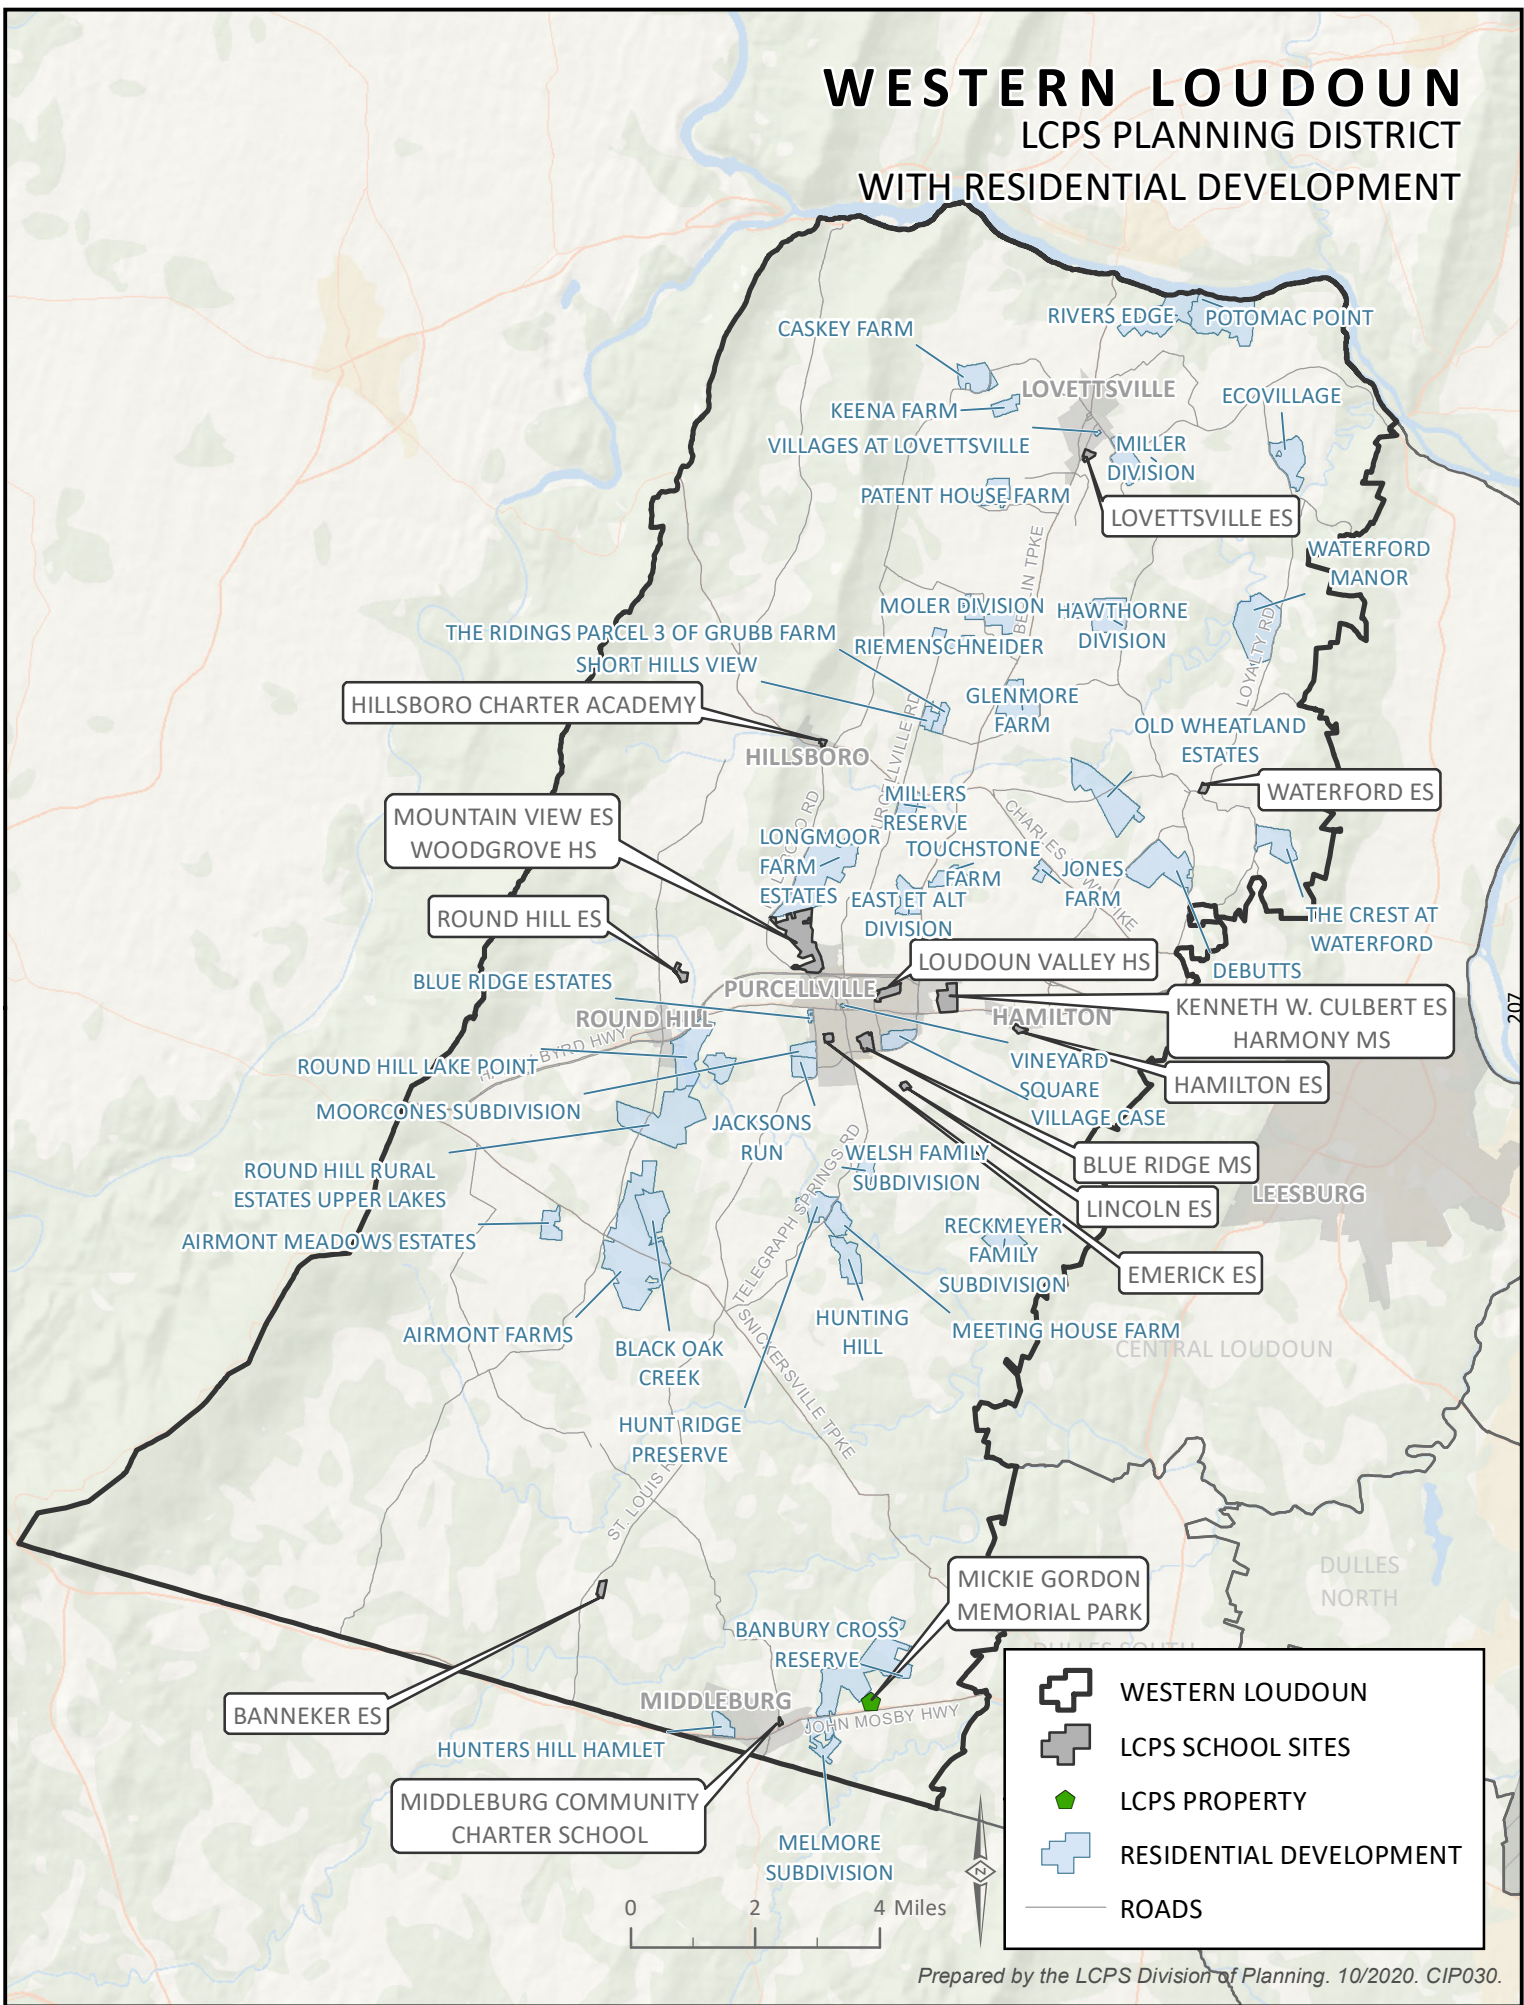 WESTERN LOUDOUN
LCPS PLANNING DISTRICT
WITH RESIDENTIAL DEVELOPMENT
RIVERS EDGE
POTOMAC POINT
CASKEY FARM
LOVETTSVILLE
ECOVILLAGE
KEENA FARM
VILLAGES AT LOVETTSVILLE
MILLER
DIVISION
PATENT HOUSE FARM
LOVETTSVILLE ES
WATERFORD
MANOR
MOLER DIVISION
HAWTHORNE
DIVISION
THE RIDINGS PARCEL 3 OF GRUBB FARM
RIEMENSCHNEIDER
SHORT HILLS VIEW
LOYALTY RD
HILLSBORO CHARTER ACADEMY
GLENMORE
FARM
OLD WHEATLAND
ESTATES
HILLSBORO
WATERFORD ES
MILLERS
RESERVE
MOUNTAIN VIEW ES
WOODGROVE HS
LONGMOOR
FARM
ESTATES
TOUCHSTONE
FARM
JONES
FARM
EAST ET ALT
DIVISION
ROUND HILL ES
THE CREST AT
WATERFORD
LOUDOUN VALLEY HS
DEBUTTS
BLUE RIDGE ESTATES
PURCELLVILLE
ROUND HILL
HAMILTON
KENNETH W. CULBERT ES
HARMONY MS
207
ROUND HILL LAKE POINT
VINEYARD
SQUARE
HAMILTON ES
MOORCONES SUBDIVISION
JACKSONS
RUN
VILLAGE CASE
BLUE RIDGE MS
ROUND HILL RURAL
ESTATES UPPER LAKES
WELSH FAMILY
SUBDIVISION
LINCOLN ES
LEESBURG
AIRMONT MEADOWS ESTATES
TELEGRAPH SPRINGS RD
RECKMEYER
FAMILY
SUBDIVISION
EMERICK ES
AIRMONT FARMS
BLACK OAK
CREEK
HUNTING
HILL
MEETING HOUSE FARM
CENTRAL LOUDOUN
SNICKERSVILLE TPKE
HUNT RIDGE
PRESERVE
ST. LOUIS
DULLES
NORTH
MICKIE GORDON
MEMORIAL PARK
BANBURY CROSS
RESERVE
DULLES SOUTH
BANNEKER ES
MIDDLEBURG
JOHN MOSBY HWY
HUNTERS HILL HAMLET
MIDDLEBURG COMMUNITY
CHARTER SCHOOL
MELMORE
SUBDIVISION
WESTERN LOUDOUN
LCPS SCHOOL SITES
LCPS PROPERTY
RESIDENTIAL DEVELOPMENT
ROADS
0 2 4 Miles
N
Prepared by the LCPS Division of Planning. 10/2020. CIP030.